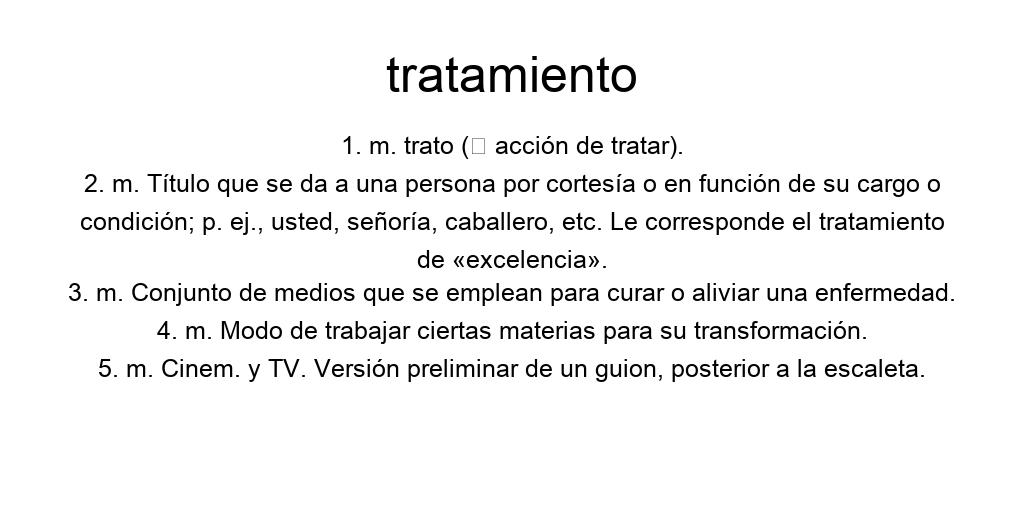 tratamiento
1. m. trato (□ acción de tratar).
2. m. Título que se da a una persona por cortesía o en función de su cargo o
condición; p. ej., usted, señoría, caballero, etc. Le corresponde el tratamiento
de «excelencia».
3. m. Conjunto de medios que se emplean para curar o aliviar una enfermedad.
4. m. Modo de trabajar ciertas materias para su transformación.
5. m. Cinem. y TV. Versión preliminar de un guion, posterior a la escaleta.